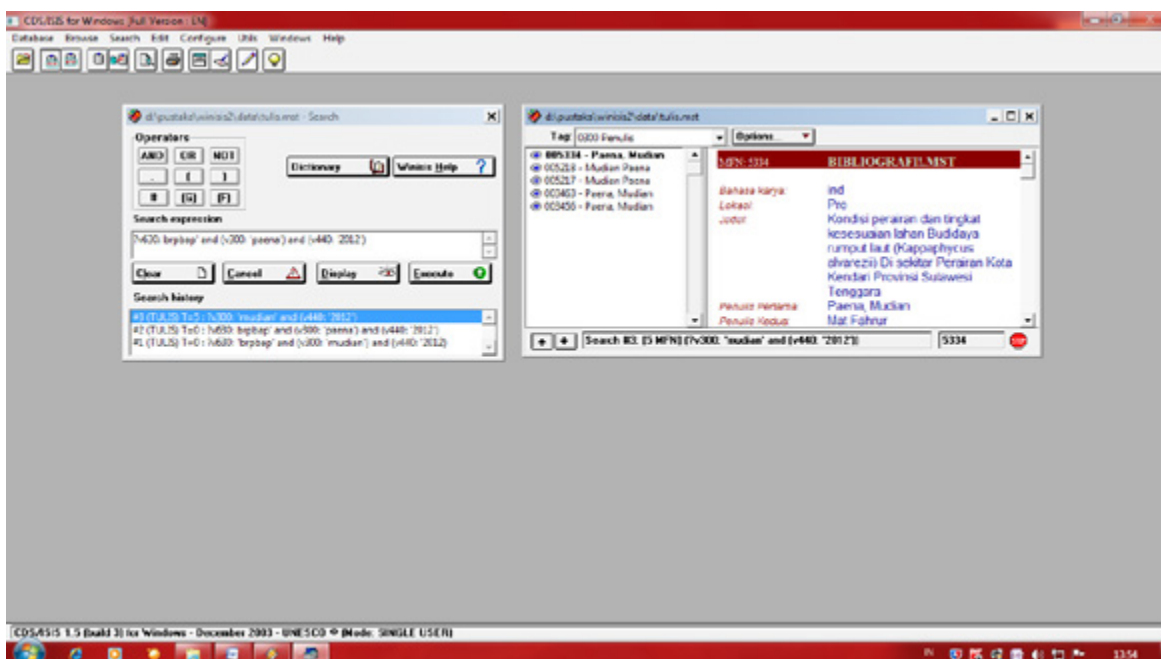 CDS/ISIS for Windows [Full Version : LN]
Database Browse Search Edit Configure Utils Windows Help
d:\pustaka\winisis2\data\tulis.mst - Search
Operators
AND OR NOT
. ( )
# (G) (F)
Dictionary
Winisis Help ?
Search expression
and (v300: 'paena') and (v440: '2012')
Clear Cancel Display Execute
Search history
#3 (TULIS) T=5 : ?v300: 'mudian' and (v440: '2012')
#2 (TULIS) T=0 : ?v630: 'brpbap' and (v300: 'paena') and (v440: '2012')
#1 (TULIS) T=0 : ?v630: 'brpbap' and (v300: 'mudian') and (v440: '2012)
d:\pustaka\winisis2\data\tulis.mst
Tag: 0300 Penulis
Options...
005334 - Paena, Mudian
005218 - Mudian Paena
005217 - Mudian Paena
003463 - Paena, Mudian
003456 - Paena, Mudian
MFN: 5334 BIBLIOGRAFI.MST
Bahasa karya: ind
Lokasi: Pro
Judul: Kondisi perairan dan tingkat
kesesuaian lahan Budidaya
rumput laut (Kappaphycus
alvarezii) Di sekitar Perairan Kota
Kendari Provinsi Sulawesi
Tenggara
Penulis Pertama: Paena, Mudian
Penulis Kedua: Mat Fahrur
Search #3: [5 MFN] (?v300: 'mudian' and (v440: '2012'))
5334
CDS/ISIS 1.5 (build 3) for Windows - December 2003 - UNESCO (Mode: SINGLE USER)
IN
13:54